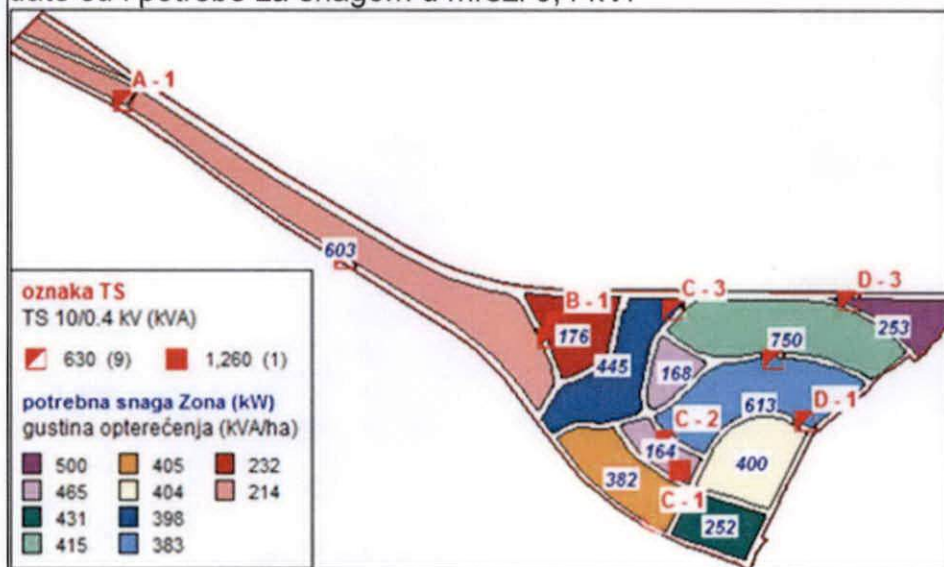 A - 1
603
oznaka TS
TS 10/0.4 kV (kVA)
630 (9) 1,260 (1)
potrebna snaga Zona (kW)
gustina opterečenja (kVA/ha)
500 405 232
465 404 214
431 398
415 383
B - 1
C - 3
D - 3
176
750
253
445
168
613
D - 1
C - 2
164
400
382
C - 1
252